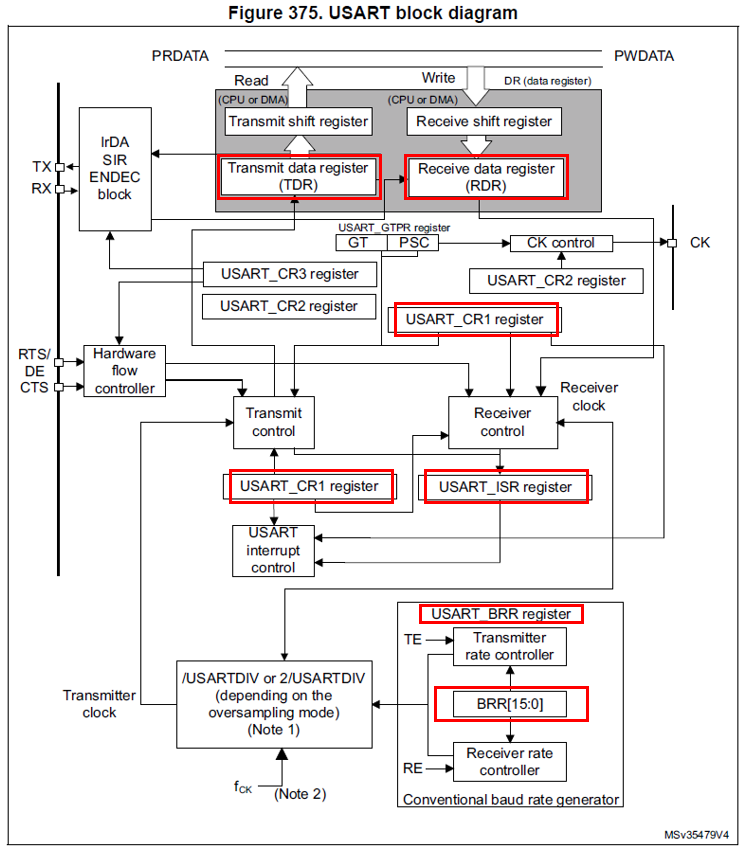 Figure 375. USART block diagram
PRDATA
PWDATA
Read
Write
DR (data register)
(CPU or DMA)
(CPU or DMA)
Transmit shift register
Receive shift register
IrDA
SIR
ENDEC
block
TX
RX
Transmit data register
(TDR)
Receive data register
(RDR)
USART_GTPR register
GT
PSC
CK control
CK
USART_CR3 register
USART_CR2 register
USART_CR2 register
USART_CR1 register
RTS/
DE
CTS
Hardware
flow
controller
Receiver
clock
Transmit
control
Receiver
control
USART_CR1 register
USART_ISR register
USART
interrupt
control
USART_BRR register
TE
Transmitter
rate controller
/USARTDIV or 2/USARTDIV
(depending on the
oversampling mode)
(Note 1)
Transmitter
clock
BRR[15:0]
RE
Receiver rate
controller
fCK
(Note 2)
Conventional baud rate generator
MSv35479V4